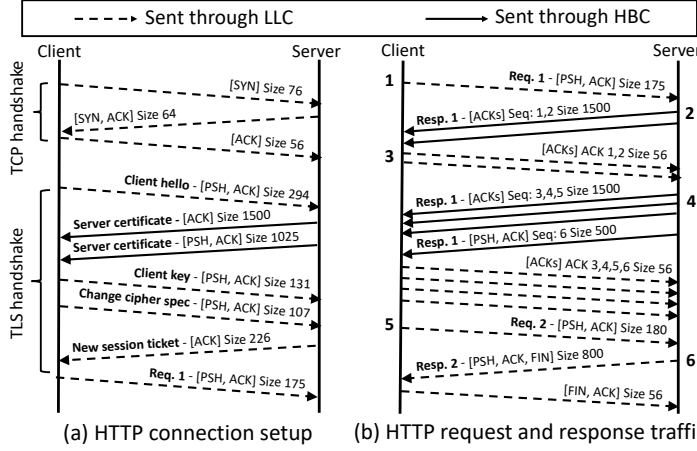 Sent through LLC
Sent through HBC
Client
Server
TCP handshake
[SYN] Size 76
[SYN, ACK] Size 64
[ACK] Size 56
TLS handshake
Client hello - [PSH, ACK] Size 294
Server certificate - [ACK] Size 1500
Server certificate - [PSH, ACK] Size 1025
Client key - [PSH, ACK] Size 131
Change cipher spec - [PSH, ACK] Size 107
New session ticket - [ACK] Size 226
Req. 1 - [PSH, ACK] Size 175
(a) HTTP connection setup
Client
Server
1
Req. 1 - [PSH, ACK] Size 175
2
Resp. 1 - [ACKs] Seq: 1,2 Size 1500
3
[ACKs] ACK 1,2 Size 56
Resp. 1 - [ACKs] Seq: 3,4,5 Size 1500
4
Resp. 1 - [PSH, ACK] Seq: 6 Size 500
[ACKs] ACK 3,4,5,6 Size 56
5
Req. 2 - [PSH, ACK] Size 180
6
Resp. 2 - [PSH, ACK, FIN] Size 800
[FIN, ACK] Size 56
(b) HTTP request and response traffi